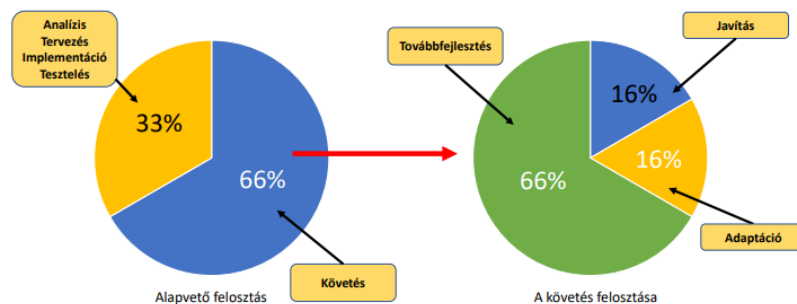 Analízis
Tervezés
Implementáció
Tesztelés
33%
66%
Követés
Alapvető felosztás
Továbbfejlesztés
Javítás
16%
16%
66%
Adaptáció
A követés felosztása